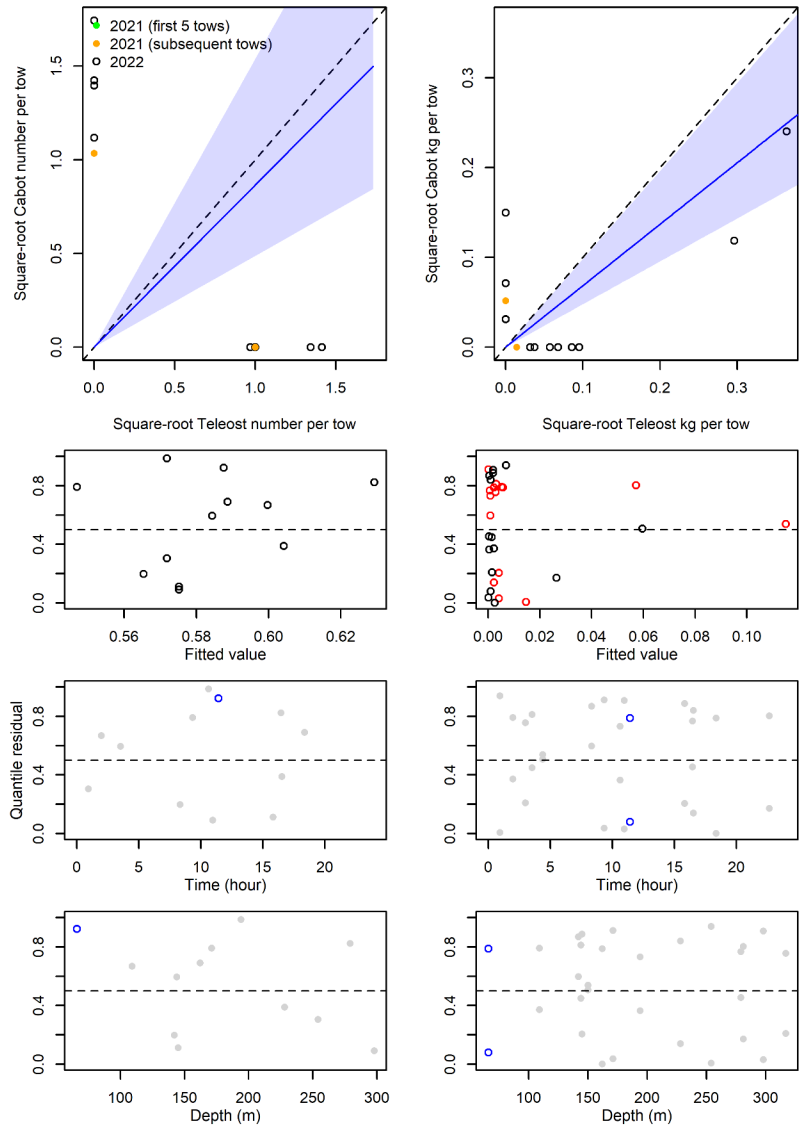 2021 (first 5 tows)
2021 (subsequent tows)
2022
Square-root Cabot number per tow
0.0 0.5 1.0 1.5
0.0 0.5 1.0 1.5
Square-root Teleost number per tow
Square-root Cabot kg per tow
0.0 0.1 0.2 0.3
0.0 0.1 0.2 0.3
Square-root Teleost kg per tow
0.0 0.4 0.8
0.56 0.58 0.60 0.62
Fitted value
0.0 0.4 0.8
0.00 0.02 0.04 0.06 0.08 0.10
Fitted value
Quantile residual
0.0 0.4 0.8
0 5 10 15 20
Time (hour)
0.0 0.4 0.8
0 5 10 15 20
Time (hour)
0.0 0.4 0.8
100 150 200 250 300
Depth (m)
0.0 0.4 0.8
100 150 200 250 300
Depth (m)